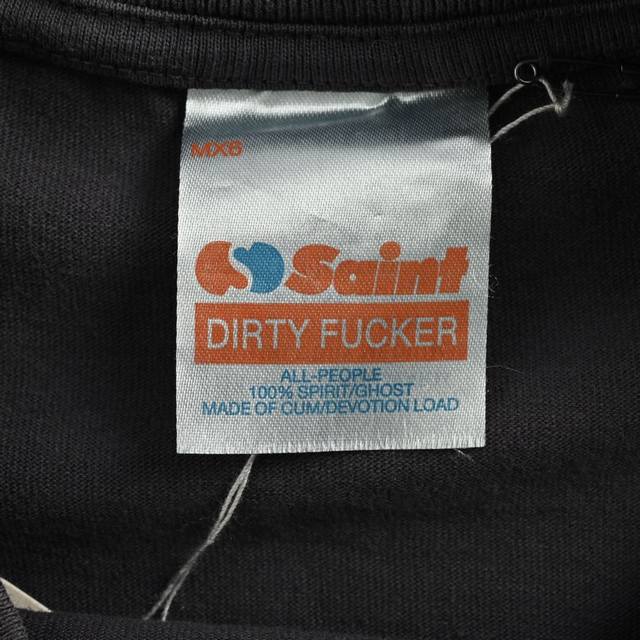 MX6
Saint
DIRTY FUCKER
ALL-PEOPLE
100% SPIRIT/GHOST
MADE OF CUM/DEVOTION LOAD